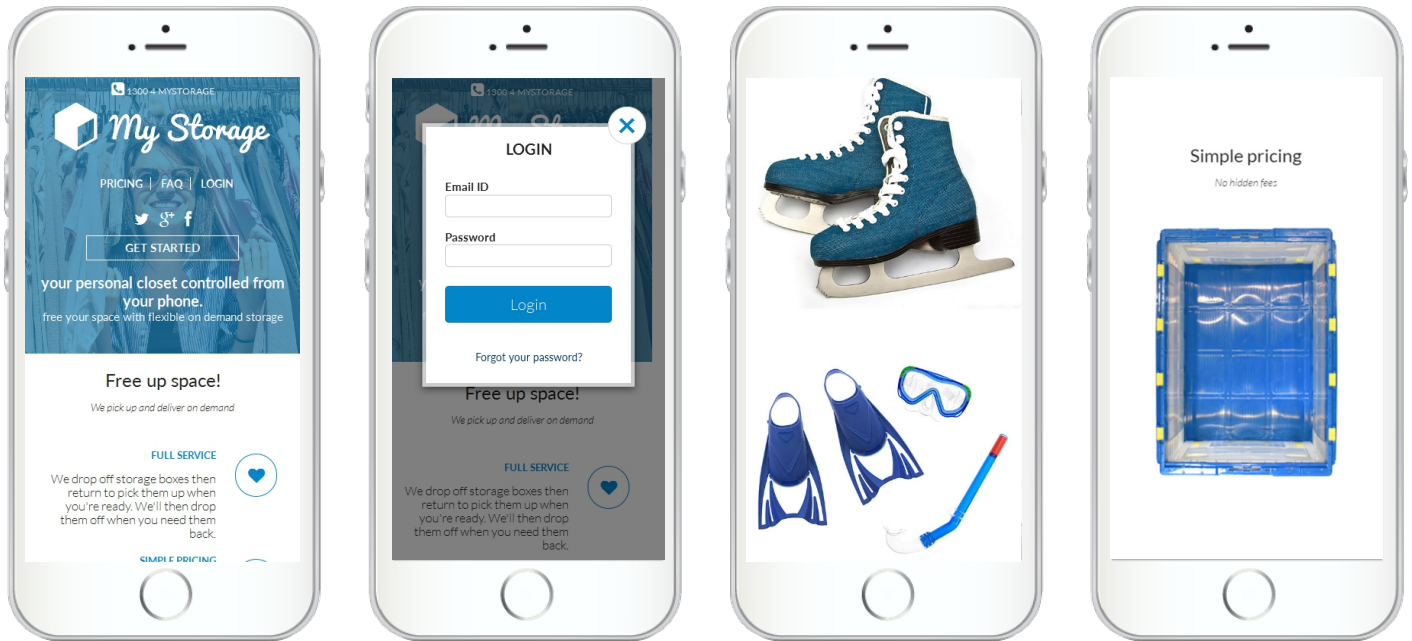 1300 4 MYSTORAGE
My Storage
PRICING | FAQ | LOGIN
GET STARTED
your personal closet controlled from
your phone.
free your space with flexible on demand storage
Free up space!
We pick up and deliver on demand
FULL SERVICE
We drop off storage boxes then
return to pick them up when
you're ready. We'll then drop
them off when you need them
back.
SIMPLE PRICING
1300 4 MYSTORAGE
LOGIN
Email ID
Password
Login
Forgot your password?
Free up space!
We pick up and deliver on demand
FULL SERVICE
We drop off storage boxes then
return to pick them up when
you're ready. We'll then drop
them off when you need them
back.
Simple pricing
No hidden fees